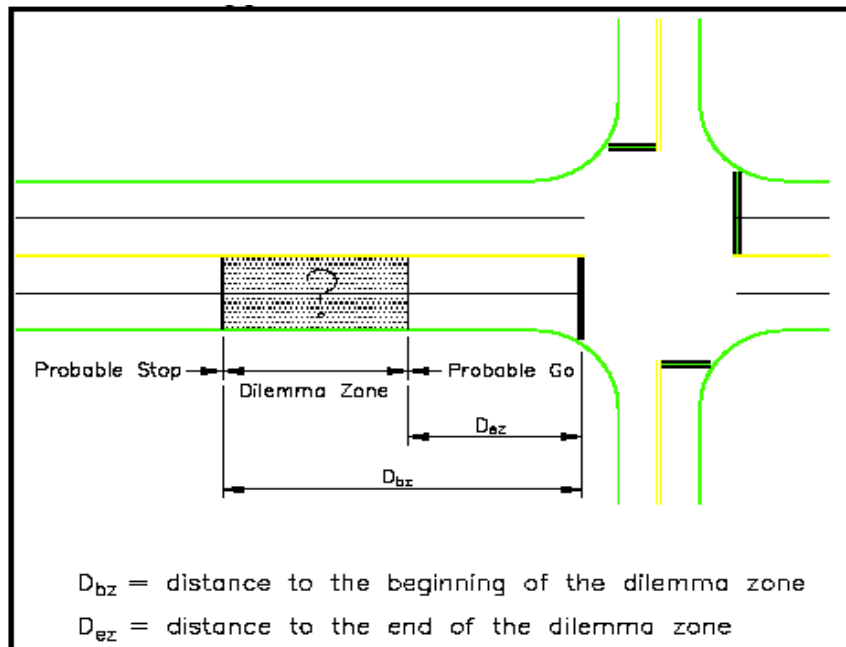 ?
Probable Stop
Probable Go
Dilemma Zone
Dez
Dbz
Dbz = distance to the beginning of the dilemma zone
Dez = distance to the end of the dilemma zone